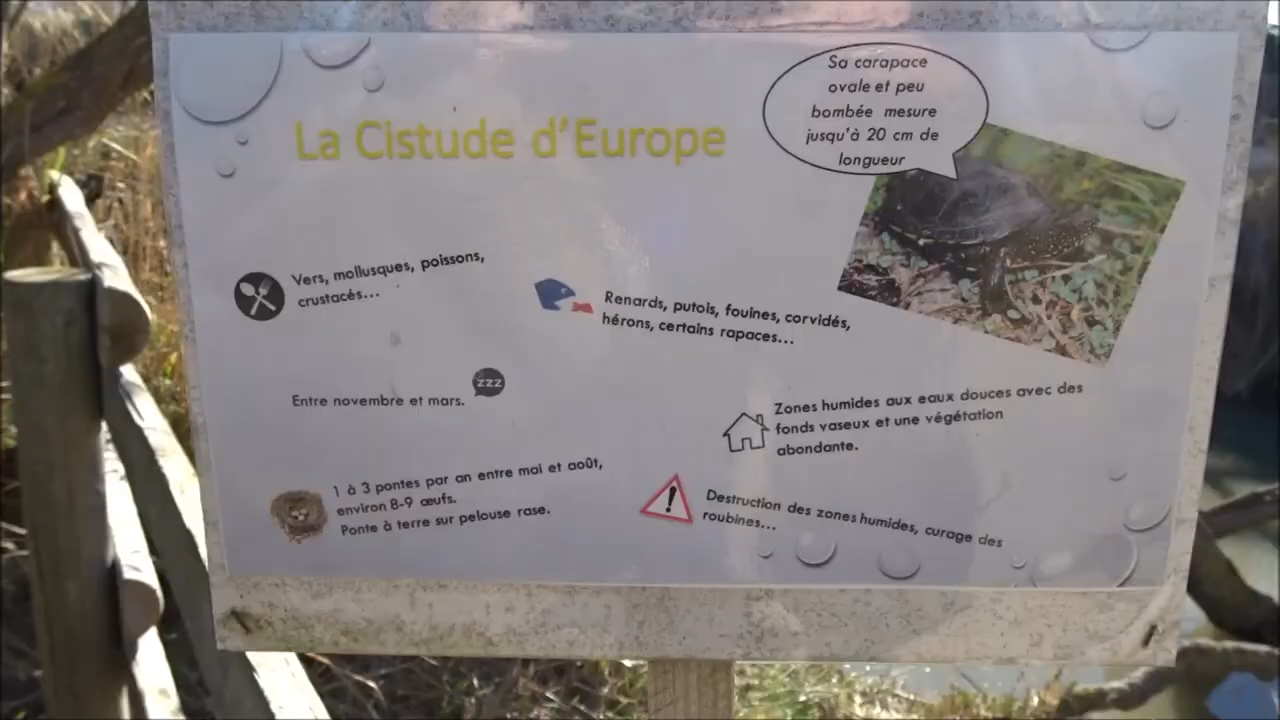 Sa carapace
ovale et peu
bombée mesure
jusqu'à 20 cm de
longueur
La Cistude d'Europe
Vers, mollusques, poissons,
crustacés...
Renards, putois, fouines, corvidés,
hérons, certains rapaces...
Entre novembre et mars.
zzz
Zones humides aux eaux douces avec des
fonds vaseux et une végétation
abondante.
1 à 3 pontes par an entre mai et août,
environ 8-9 œufs.
Ponte à terre sur pelouse rase.
!
Destruction des zones humides, curage des
roubines...